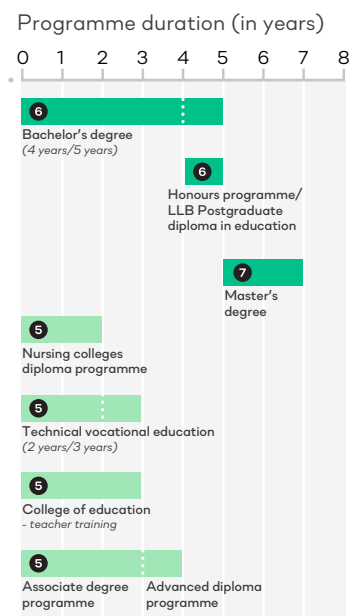 Programme duration (in years)
0 1 2 3 4 5 6 7 8
6
Bachelor's degree
(4 years/5 years)
6
Honours programme/
LLB Postgraduate
diploma in education
7
Master's
degree
5
Nursing colleges
diploma programme
5
Technical vocational education
(2 years/3 years)
5
College of education
- teacher training
5
Associate degree
programme
Advanced diploma
programme